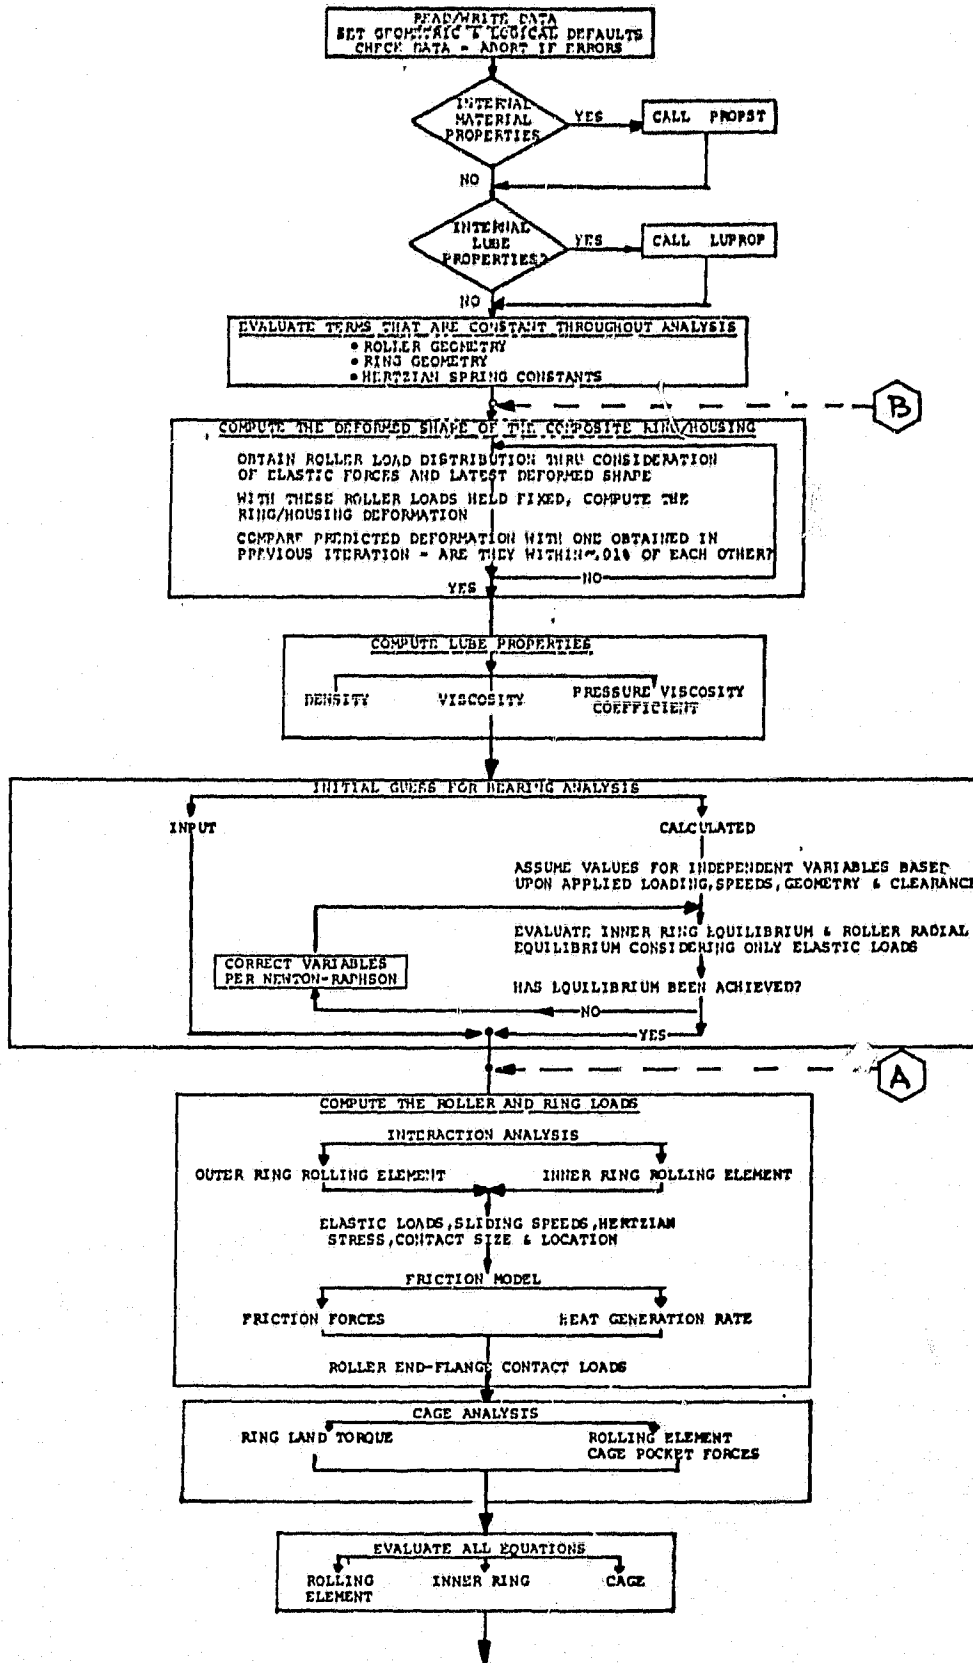 READ/WRITE DATA
SET GEOMETRIC & LOGICAL DEFAULTS
CHECK DATA - ABORT IF ERRORS
INTERNAL
MATERIAL
PROPERTIES
YES
CALL PROPST
NO
INTERNAL
LUBE
PROPERTIES?
YES
CALL LUPROP
NO
EVALUATE TERMS THAT ARE CONSTANT THROUGHOUT ANALYSIS
• ROLLER GEOMETRY
• RING GEOMETRY
• HERTZIAN SPRING CONSTANTS
B
COMPUTE THE DEFORMED SHAPE OF THE COMPOSITE RING/HOUSING
OBTAIN ROLLER LOAD DISTRIBUTION THRU CONSIDERATION
OF ELASTIC FORCES AND LATEST DEFORMED SHAPE
WITH THESE ROLLER LOADS HELD FIXED, COMPUTE THE
RING/HOUSING DEFORMATION
COMPARE PREDICTED DEFORMATION WITH ONE OBTAINED IN
PREVIOUS ITERATION - ARE THEY WITHIN ~.01% OF EACH OTHER?
NO
YES
COMPUTE LUBE PROPERTIES
DENSITY VISCOSITY PRESSURE VISCOSITY
COEFFICIENT
INITIAL GUESS FOR BEARING ANALYSIS
INPUT CALCULATED
ASSUME VALUES FOR INDEPENDENT VARIABLES BASED
UPON APPLIED LOADING, SPEEDS, GEOMETRY & CLEARANCE
EVALUATE INNER RING EQUILIBRIUM & ROLLER RADIAL
EQUILIBRIUM CONSIDERING ONLY ELASTIC LOADS
CORRECT VARIABLES
PER NEWTON-RAPHSON
HAS EQUILIBRIUM BEEN ACHIEVED?
NO
YES
A
COMPUTE THE ROLLER AND RING LOADS
INTERACTION ANALYSIS
OUTER RING ROLLING ELEMENT INNER RING ROLLING ELEMENT
ELASTIC LOADS, SLIDING SPEEDS, HERTZIAN
STRESS, CONTACT SIZE & LOCATION
FRICTION MODEL
FRICTION FORCES HEAT GENERATION RATE
ROLLER END-FLANGE CONTACT LOADS
CAGE ANALYSIS
RING LAND TORQUE ROLLING ELEMENT
CAGE POCKET FORCES
EVALUATE ALL EQUATIONS
ROLLING INNER RING CAGE
ELEMENT